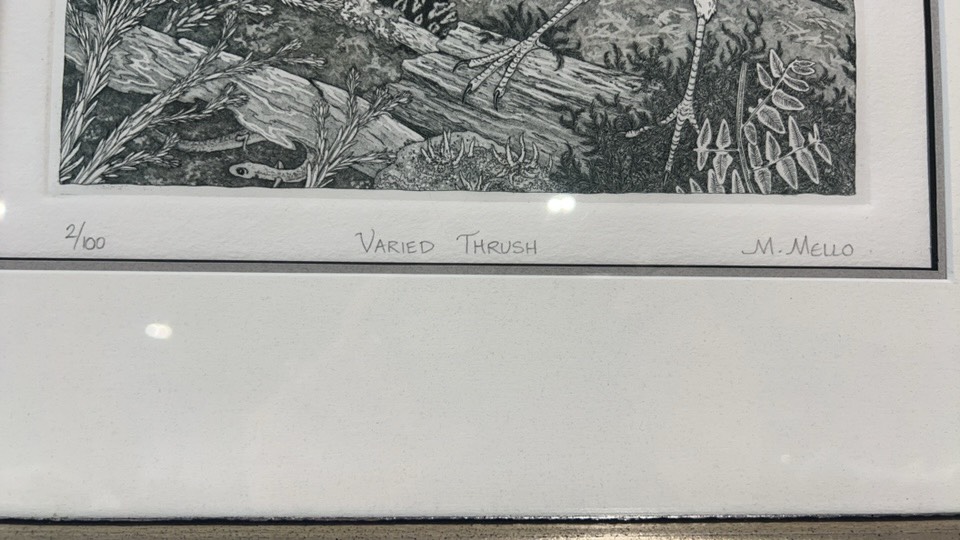 2/100 Varied Thrush M. Mello